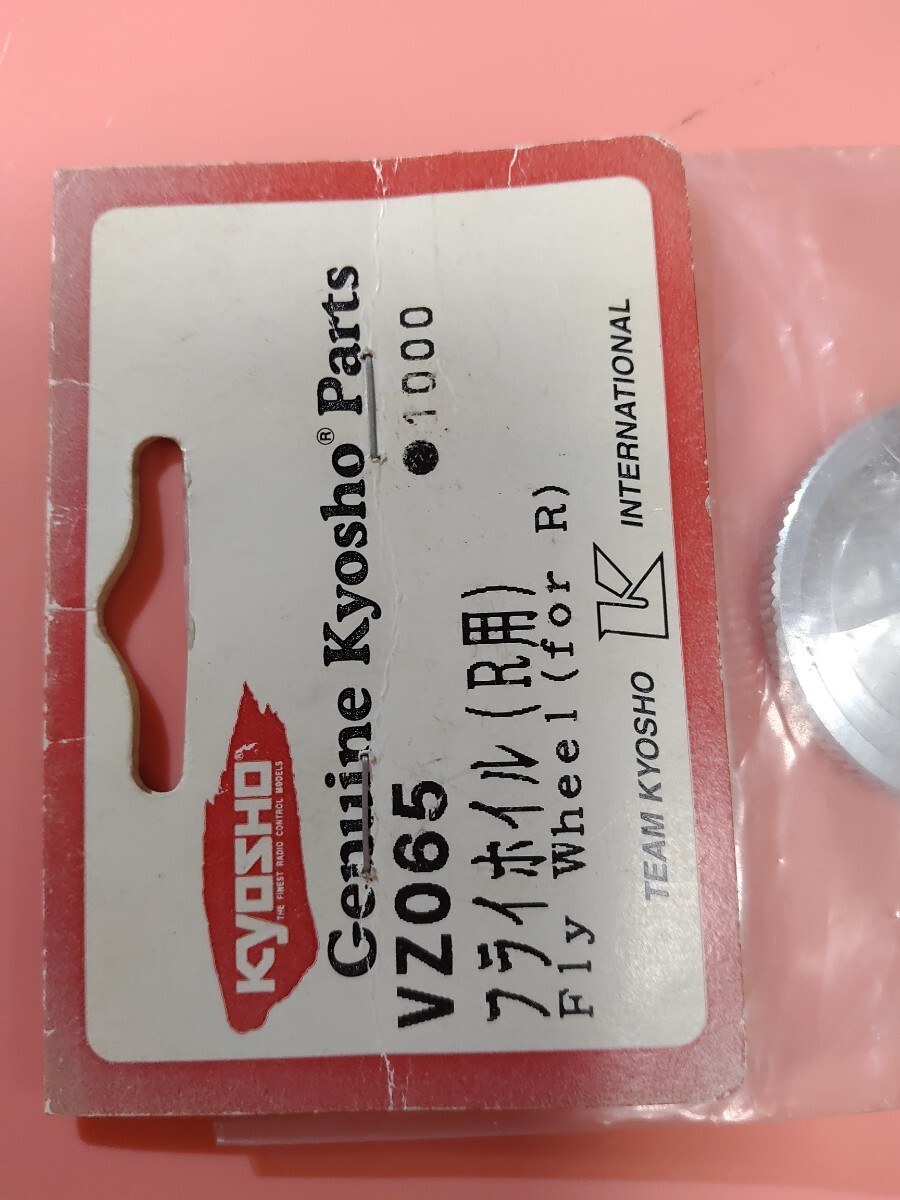 KYOSHO®
THE FINEST RADIO CONTROL MODELS
Genuine Kyosho® Parts
VZ065 ●1000
フライホイル(R用)
Fly Wheel(for R)
TEAM KYOSHO K INTERNATIONAL